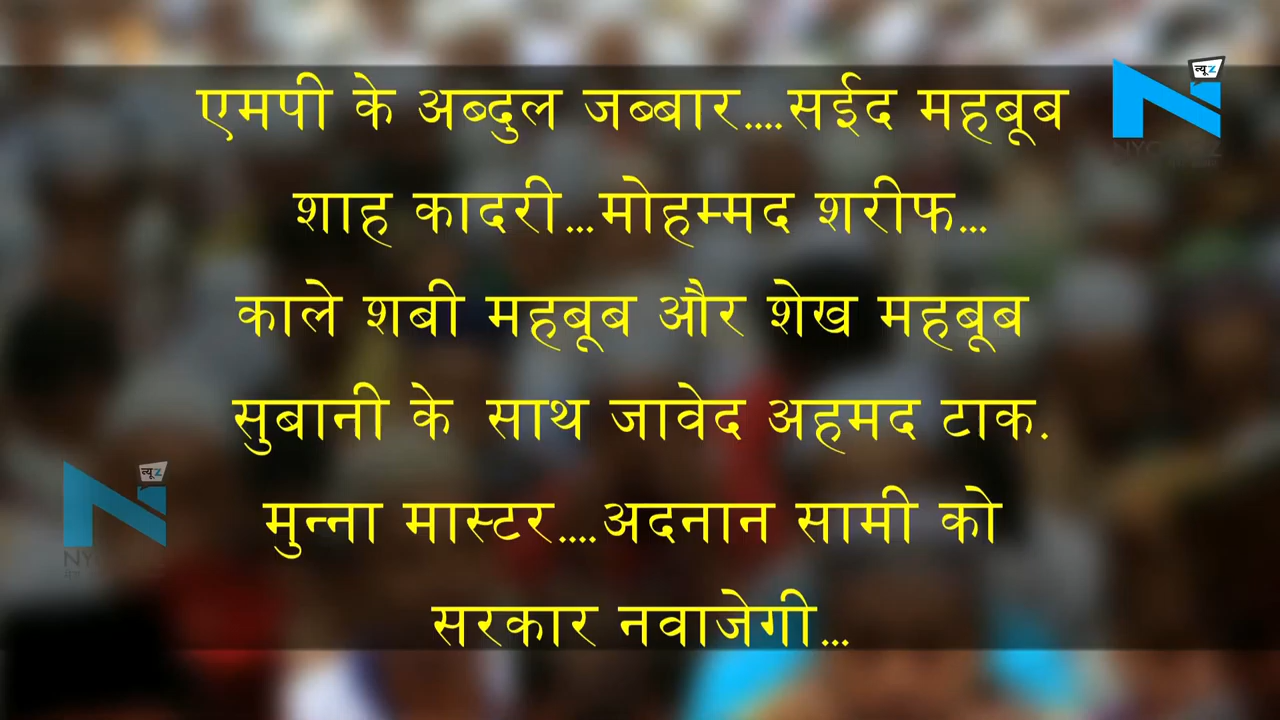 एमपी के अब्दुल जब्बार....सईद महबूब
शाह कादरी...मोहम्मद शरीफ...
काले शबी महबूब और शेख महबूब
सुबानी के साथ जावेद अहमद टाक.
मुन्ना मास्टर....अदनान सामी को
सरकार नवाजेगी...
न्यूz
न्यूz